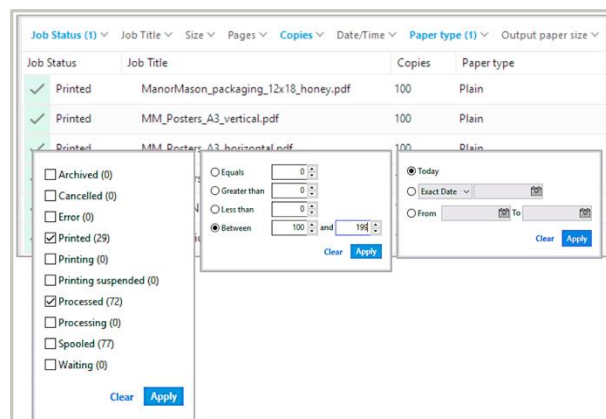 Job Status (1) Job Title Size Pages Copies Date/Time Paper type (1) Output paper size
Job Status Job Title Copies Paper type
Printed ManorMason_packaging_12x18_honey.pdf 100 Plain
Printed MM_Posters_A3_vertical.pdf 100 Plain
Printed MM_Posters_A3_horizontal.pdf 100 Plain
Archived (0)
Cancelled (0)
Error (0)
Printed (29)
Printing (0)
Printing suspended (0)
Processed (72)
Processing (0)
Spooled (77)
Waiting (0)
Clear Apply
Equals 0
Greater than 0
Less than 0
Between 100 and 199
Clear Apply
Today
Exact Date
From To
Clear Apply